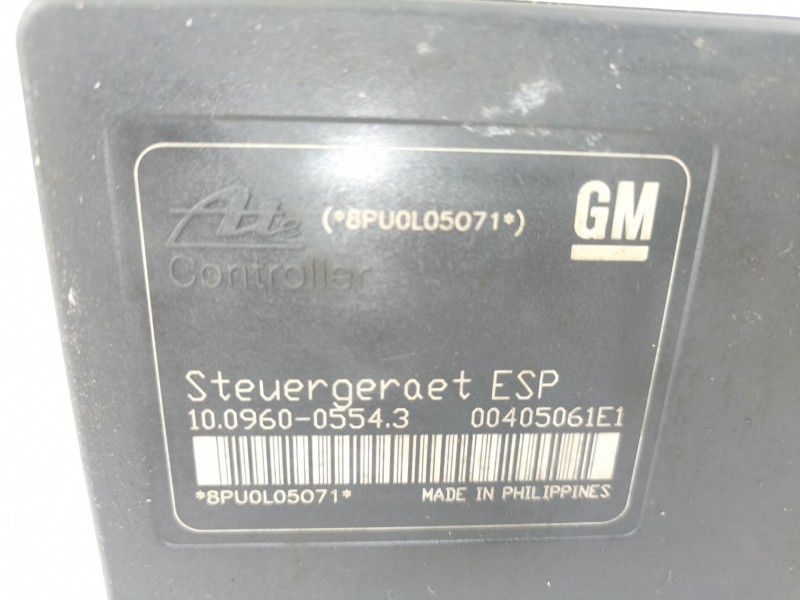 Ate (*8PU0L05071*) GM
Controller
Steuergeraet ESP
10.0960-0554.3 00405061E1
*8PU0L05071* MADE IN PHILIPPINES